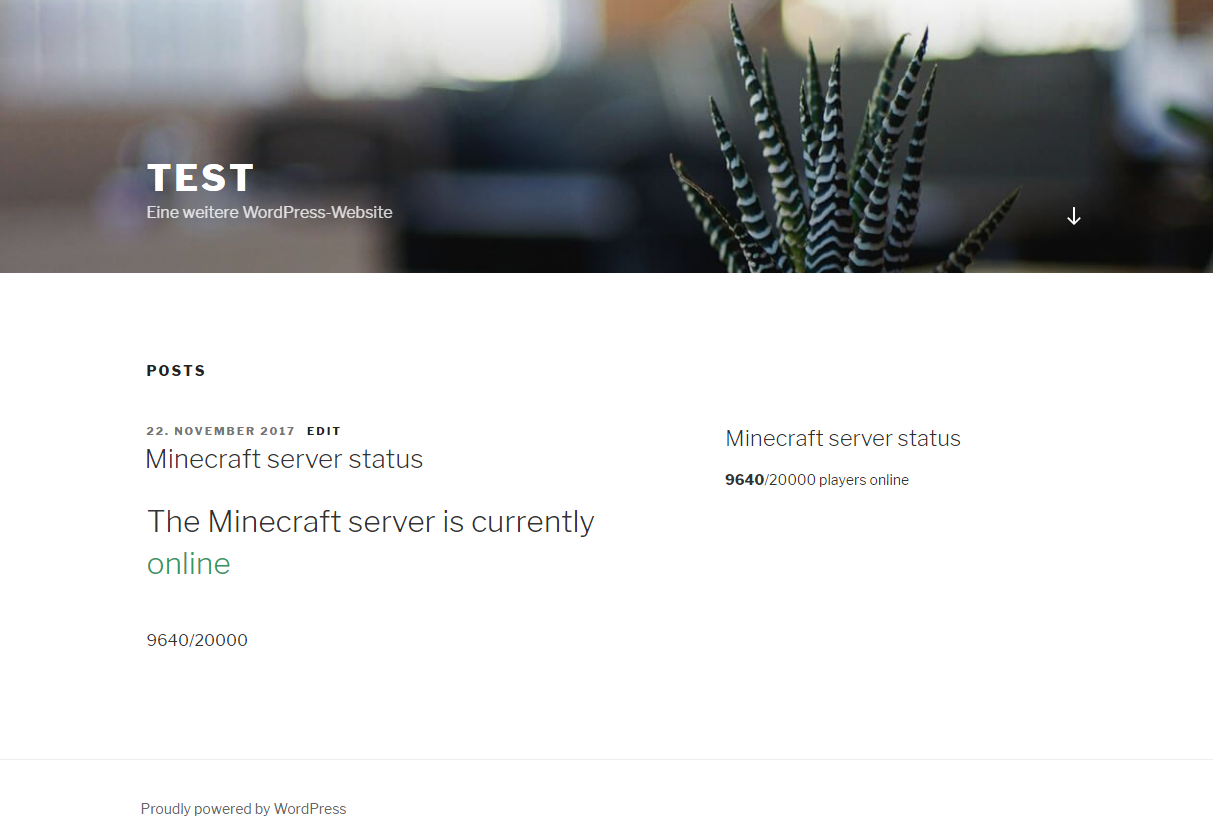 TEST
Eine weitere WordPress-Website
POSTS
22. NOVEMBER 2017 EDIT
Minecraft server status
The Minecraft server is currently
online
9640/20000
Minecraft server status
9640/20000 players online
Proudly powered by WordPress